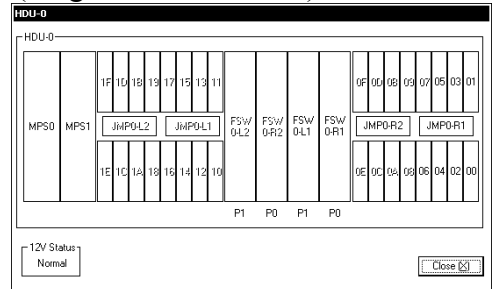 HDU-0
HDU-0
1F 1D 1B 19 17 15 13 11 0F 0D 0B 09 07 05 03 01
MPS0 MPS1 JMP0-L2 JMP0-L1 FSW 0-L2 FSW 0-R2 FSW 0-L1 FSW 0-R1 JMP0-R2 JMP0-R1
1E 1C 1A 18 16 14 12 10 0E 0C 0A 08 06 04 02 00
P1 P0 P1 P0
12V Status
Normal
Close (X)